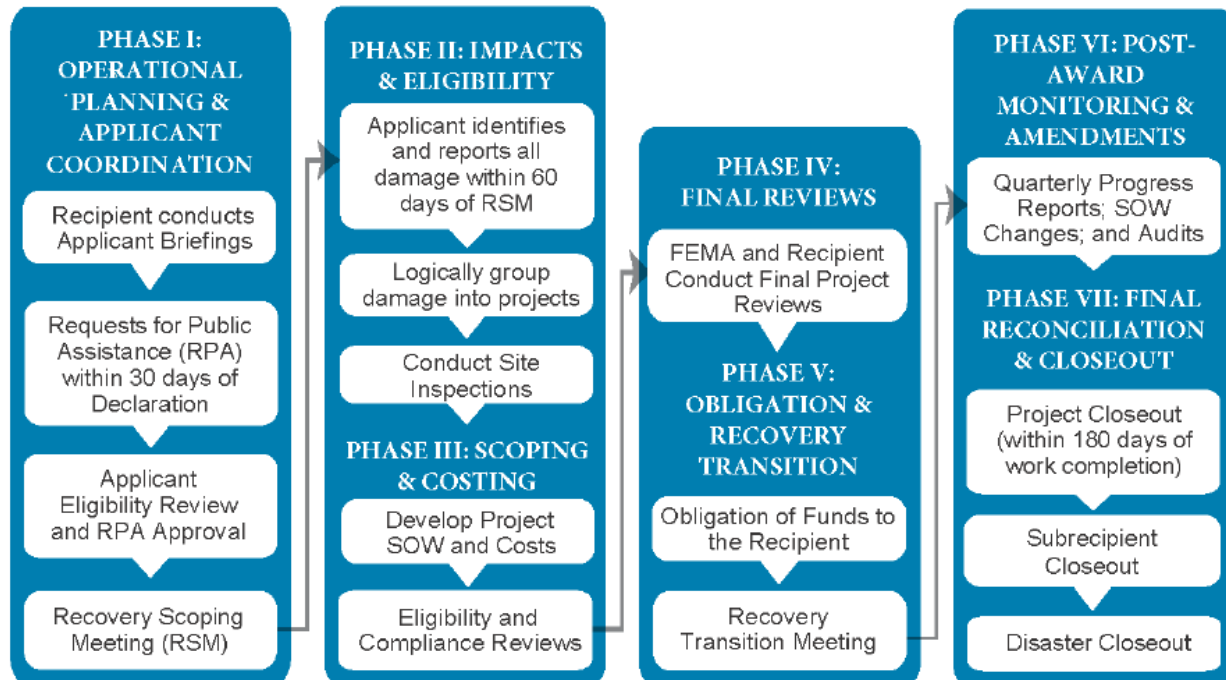 PHASE I:
OPERATIONAL
PLANNING &
APPLICANT
COORDINATION
Recipient conducts
Applicant Briefings
Requests for Public
Assistance (RPA)
within 30 days of
Declaration
Applicant
Eligibility Review
and RPA Approval
Recovery Scoping
Meeting (RSM)
PHASE II: IMPACTS
& ELIGIBILITY
Applicant identifies
and reports all
damage within 60
days of RSM
Logically group
damage into projects
Conduct Site
Inspections
PHASE III: SCOPING
& COSTING
Develop Project
SOW and Costs
Eligibility and
Compliance Reviews
PHASE IV:
FINAL REVIEWS
FEMA and Recipient
Conduct Final Project
Reviews
PHASE V:
OBLIGATION &
RECOVERY
TRANSITION
Obligation of Funds to
the Recipient
Recovery
Transition Meeting
PHASE VI: POST-
AWARD
MONITORING &
AMENDMENTS
Quarterly Progress
Reports; SOW
Changes; and Audits
PHASE VII: FINAL
RECONCILIATION
& CLOSEOUT
Project Closeout
(within 180 days of
work completion)
Subrecipient
Closeout
Disaster Closeout